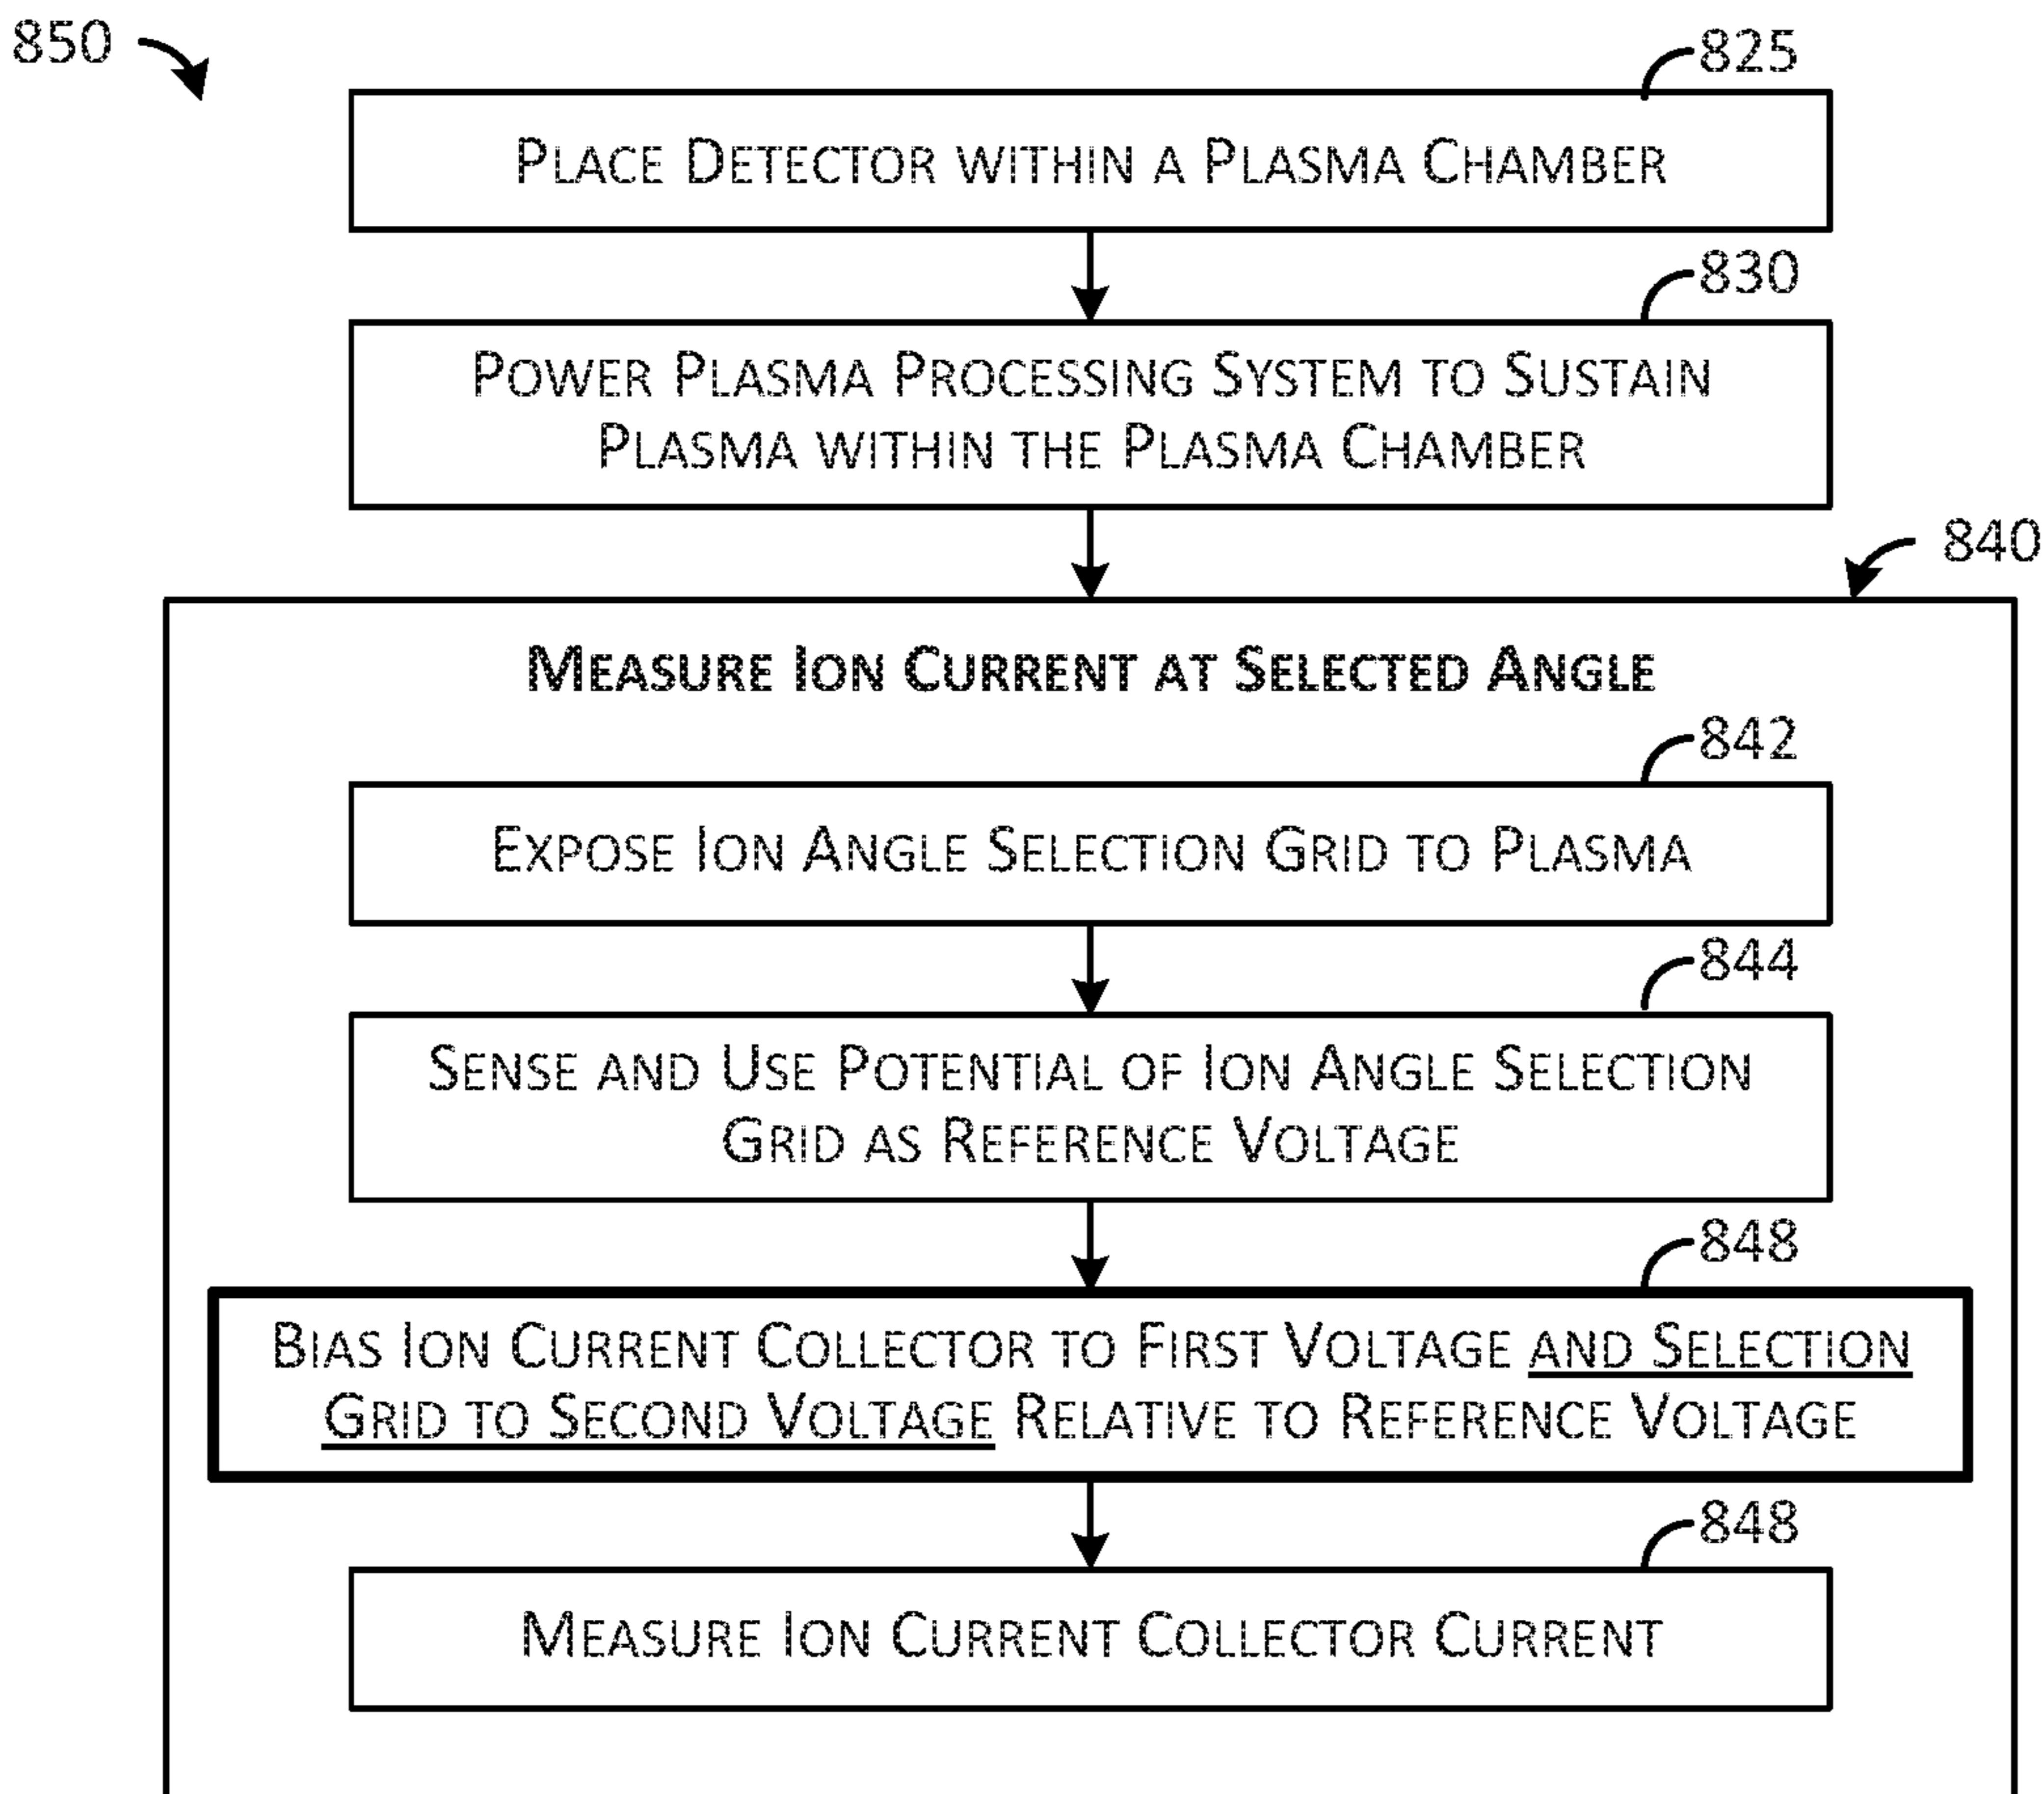 850
825
Place Detector within a Plasma Chamber
830
Power Plasma Processing System to Sustain
Plasma within the Plasma Chamber
840
Measure Ion Current at Selected Angle
842
Expose Ion Angle Selection Grid to Plasma
844
Sense and Use Potential of Ion Angle Selection
Grid as Reference Voltage
848
Bias Ion Current Collector to First Voltage and Selection
Grid to Second Voltage Relative to Reference Voltage
848
Measure Ion Current Collector Current